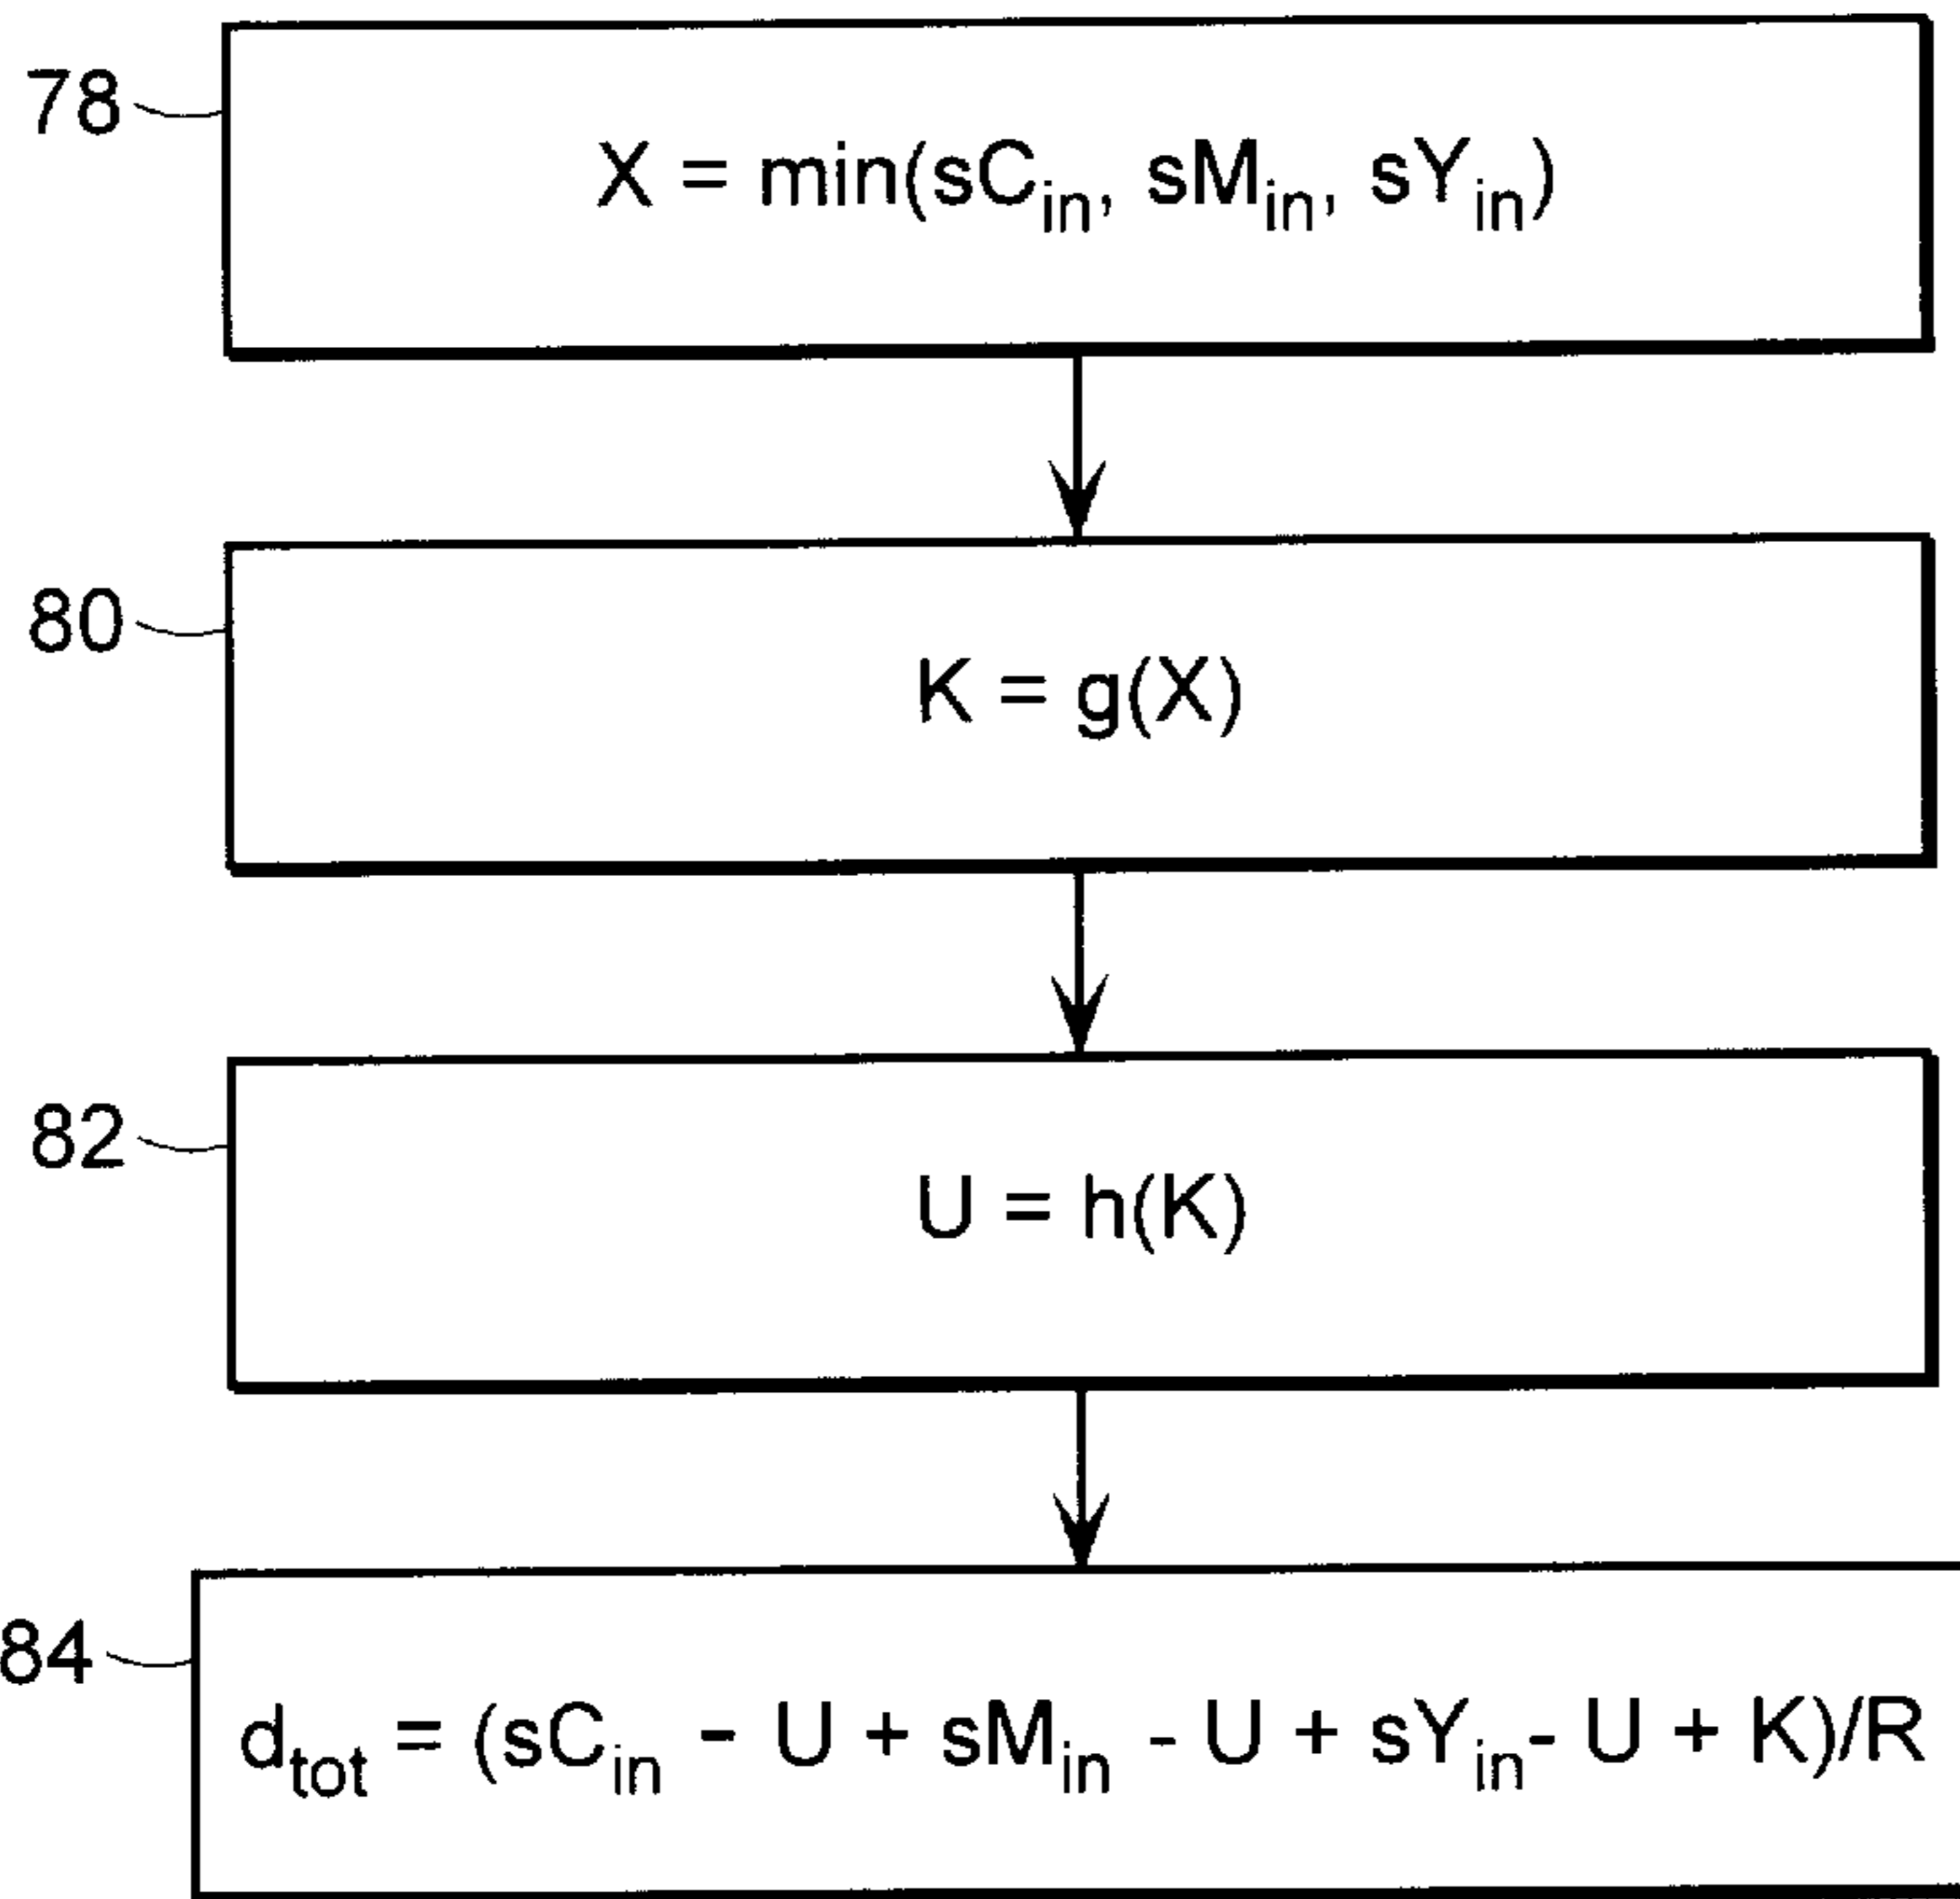 78
X = min(sC_in, sM_in, sY_in)
80
K = g(X)
82
U = h(K)
84
d_tot = (sC_in - U + sM_in - U + sY_in - U + K)/R